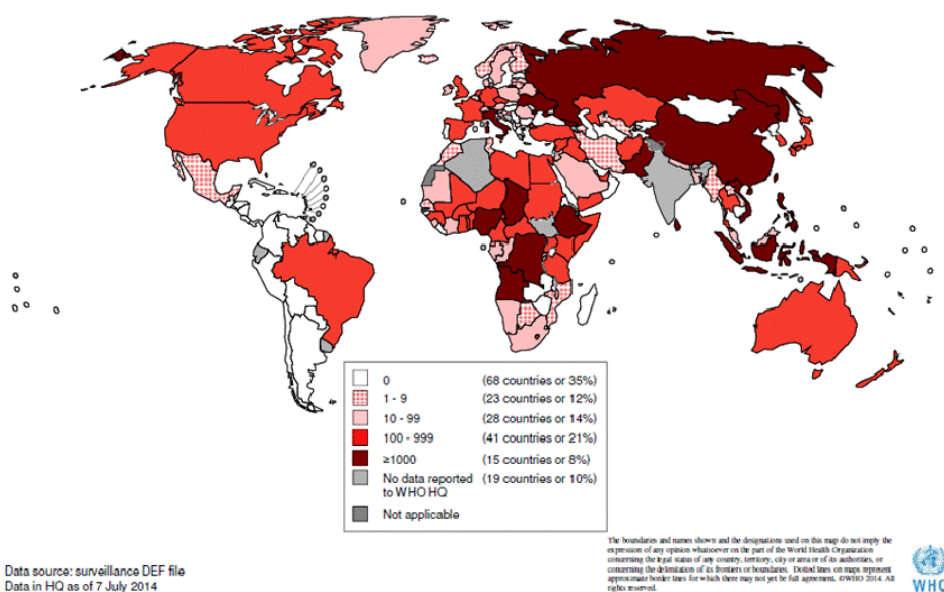 0 (68 countries or 35%)
1 - 9 (23 countries or 12%)
10 - 99 (28 countries or 14%)
100 - 999 (41 countries or 21%)
≥1000 (15 countries or 8%)
No data reported (19 countries or 10%)
to WHO HQ
Not applicable
The boundaries and names shown and the designations used on this map do not imply the
expression of any opinion whatsoever on the part of the World Health Organization
concerning the legal status of any country, territory, city or area or of its authorities, or
concerning the delimitation of its frontiers or boundaries. Dotted lines on maps represent
approximate border lines for which there may not yet be full agreement. ©WHO 2014. All
rights reserved.
Data source: surveillance DEF file
Data in HQ as of 7 July 2014
WHO